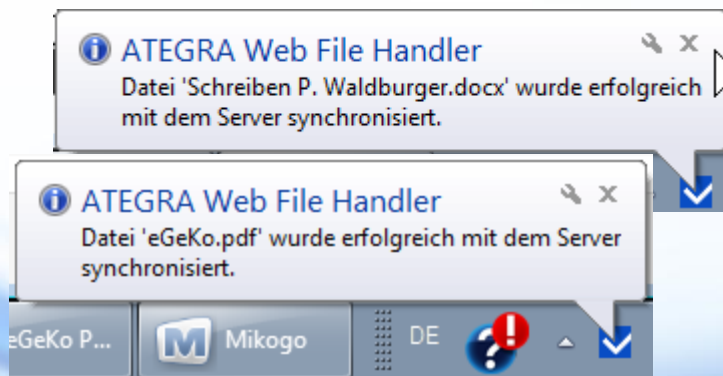 ATEGRA Web File Handler
Datei 'Schreiben P. Waldburger.docx' wurde erfolgreich
mit dem Server synchronisiert.
ATEGRA Web File Handler
Datei 'eGeKo.pdf' wurde erfolgreich mit dem Server
synchronisiert.
eGeKo P...
M Mikogo
DE